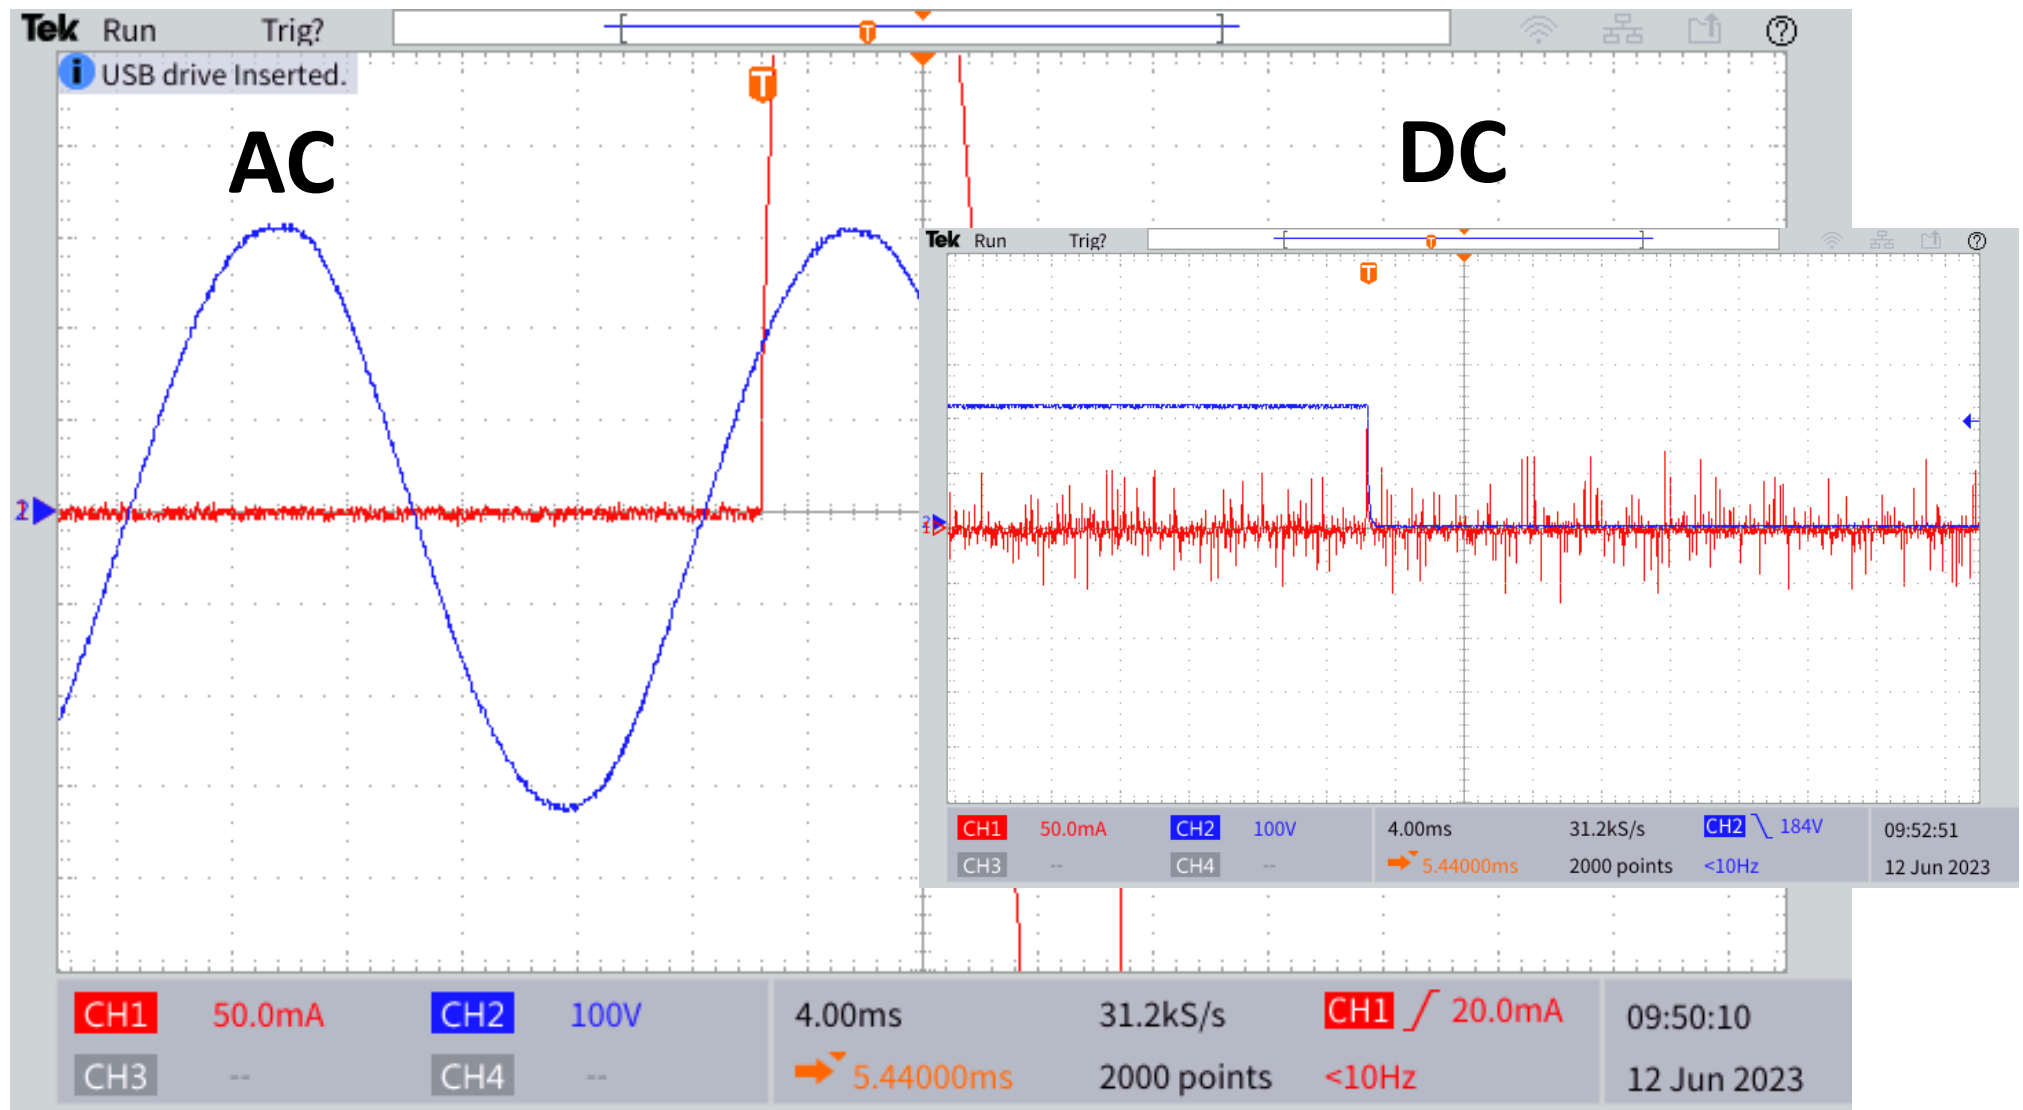 Tek Run Trig?
USB drive Inserted.
T
T
AC
DC
2
CH1 50.0mA CH2 100V 4.00ms 31.2kS/s CH1 20.0mA 09:50:10
CH3 -- CH4 -- 5.44000ms 2000 points <10Hz 12 Jun 2023
Tek Run Trig?
T
T
CH1 50.0mA CH2 100V 4.00ms 31.2kS/s CH2 184V 09:52:51
CH3 -- CH4 -- 5.44000ms 2000 points <10Hz 12 Jun 2023